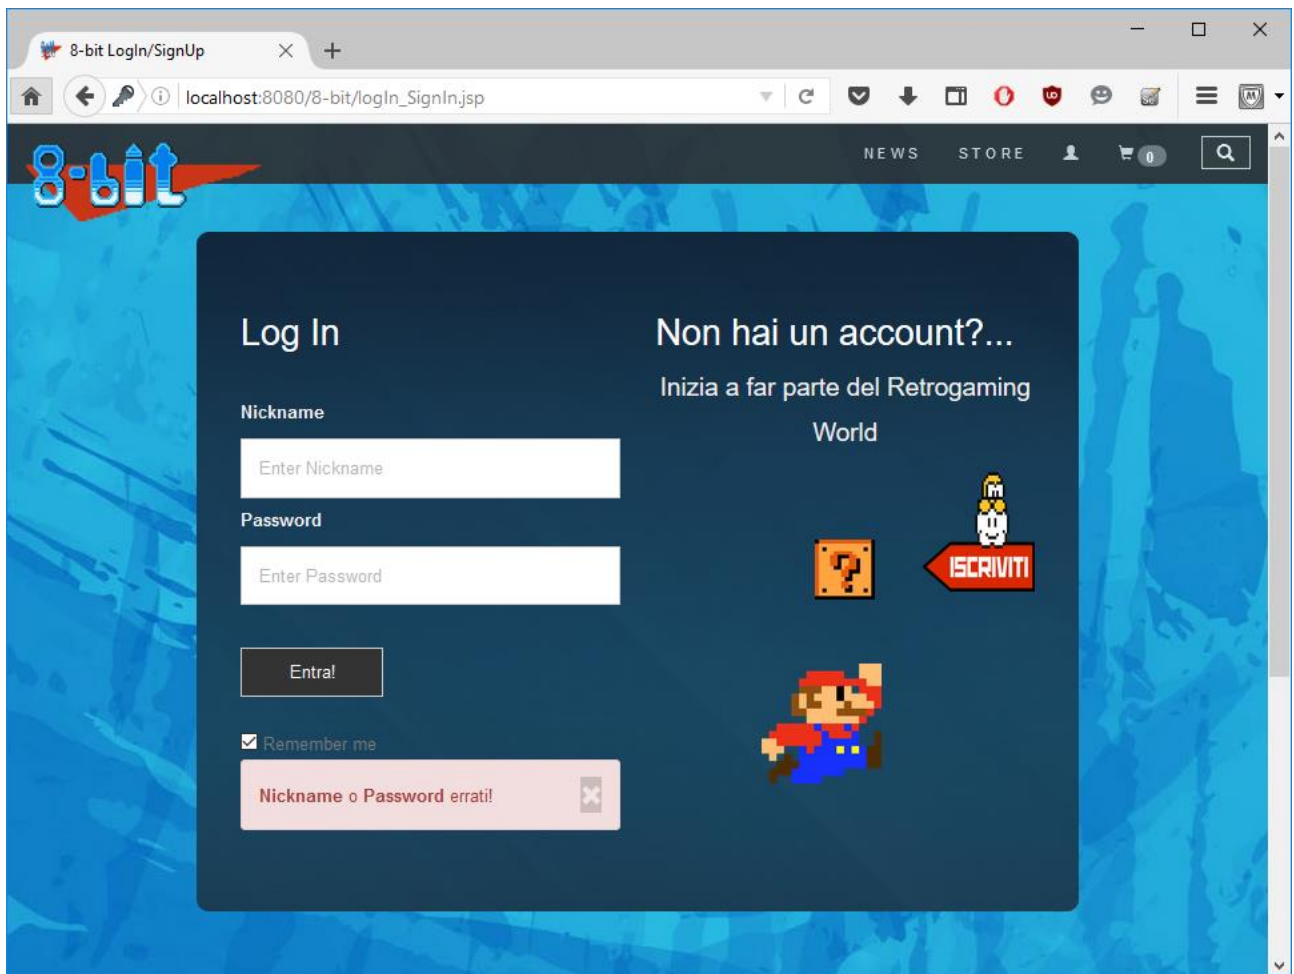 8-bit LogIn/SignUp
localhost:8080/8-bit/logIn_SignIn.jsp
8-bit
NEWS STORE 0
Log In
Nickname
Enter Nickname
Password
Enter Password
Entra!
Remember me
Nickname o Password errati!
Non hai un account?...
Inizia a far parte del Retrogaming
World
?
ISCRIVITI